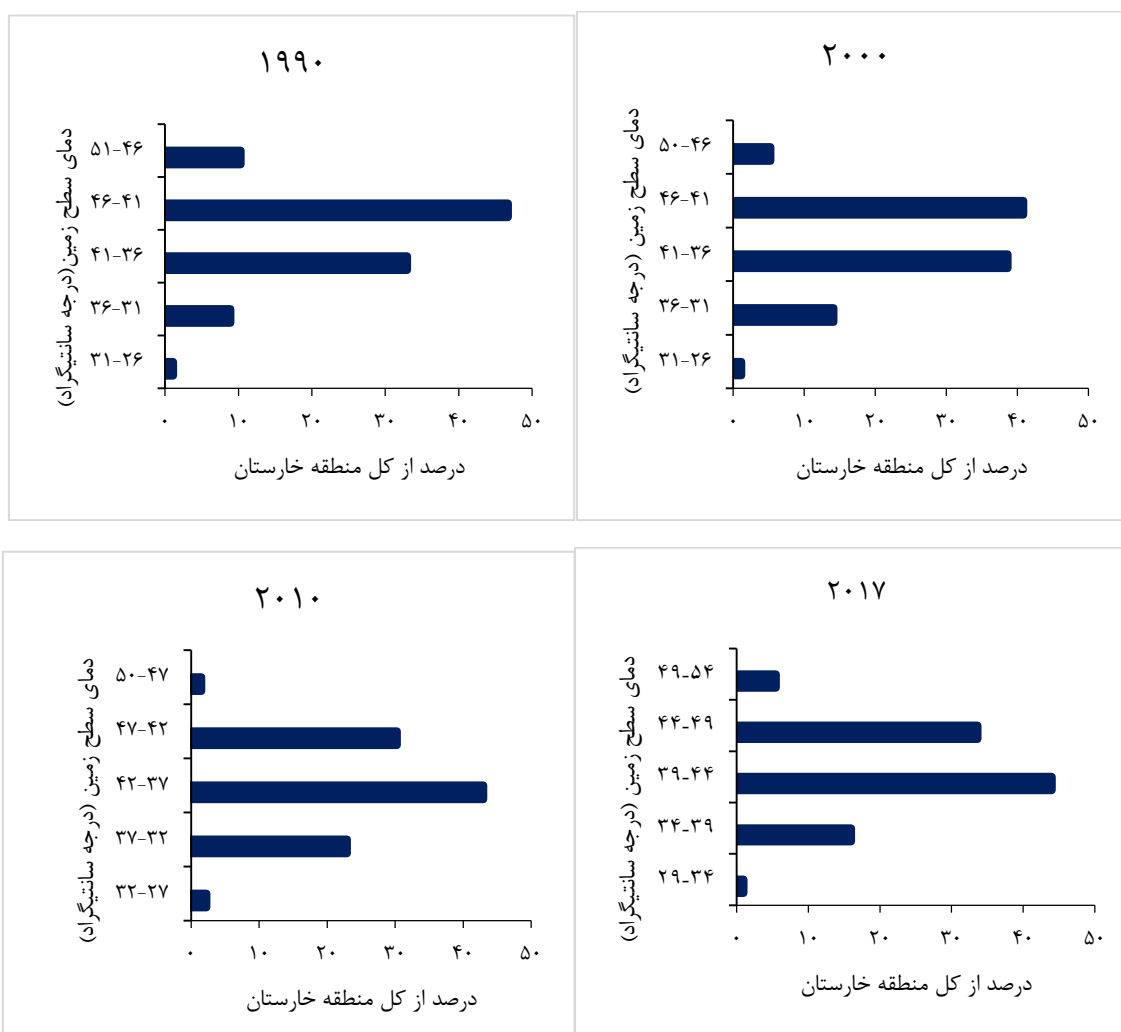 ۱۹۹۰
دمای سطح زمین(درجه سانتیگراد)
۵۱-۴۶
۴۶-۴۱
۴۱-۳۶
۳۶-۳۱
۳۱-۲۶
۰ ۱۰ ۲۰ ۳۰ ۴۰ ۵۰
درصد از کل منطقه خارستان
۲۰۰۰
دمای سطح زمین (درجه سانتیگراد)
۵۰-۴۶
۴۶-۴۱
۴۱-۳۶
۳۶-۳۱
۳۱-۲۶
۰ ۱۰ ۲۰ ۳۰ ۴۰ ۵۰
درصد از کل منطقه خارستان
۲۰۱۰
دمای سطح زمین (درجه سانتیگراد)
۵۰-۴۷
۴۷-۴۲
۴۲-۳۷
۳۷-۳۲
۳۲-۲۷
۰ ۱۰ ۲۰ ۳۰ ۴۰ ۵۰
درصد از کل منطقه خارستان
۲۰۱۷
دمای سطح زمین (درجه سانتیگراد)
۴۹-۵۴
۴۴-۴۹
۳۹-۴۴
۳۴-۳۹
۲۹-۳۴
۰ ۱۰ ۲۰ ۳۰ ۴۰ ۵۰
درصد از کل منطقه خارستان